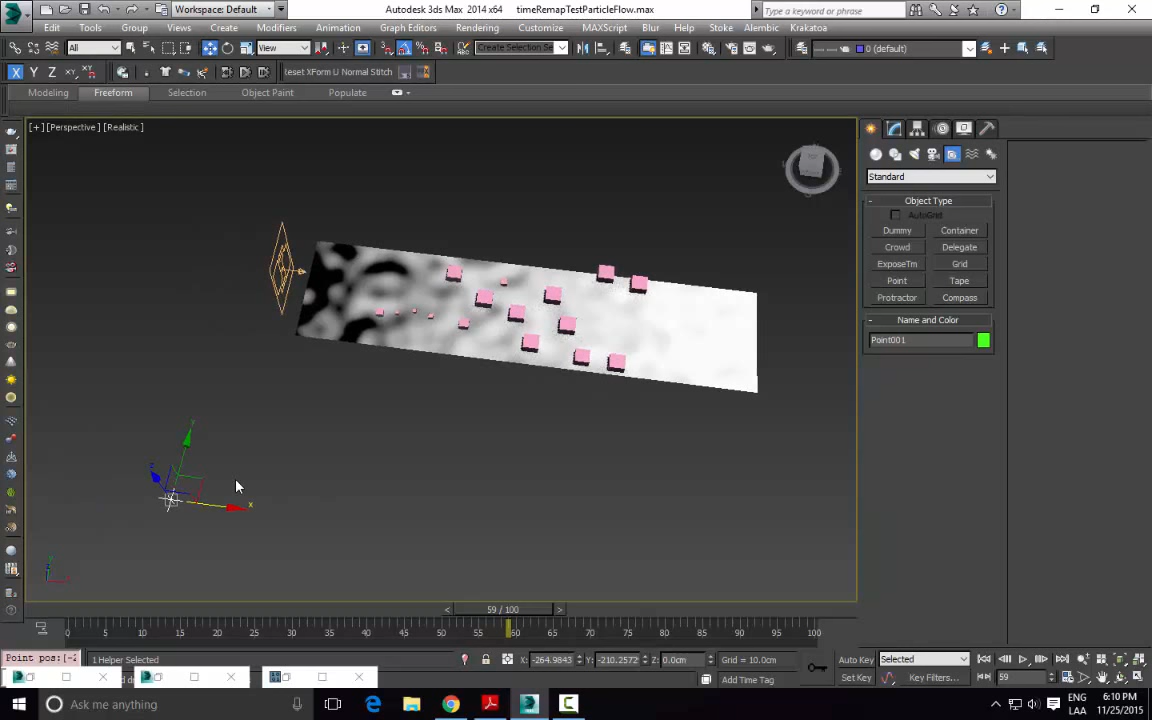 Workspace: Default
Autodesk 3ds Max 2014 x64 timeRemapTestParticleFlow.max
Type a keyword or phrase
Edit Tools Group Views Create Modifiers Animation Graph Editors Rendering Customize MAXScript Blur Stoke Alembic Krakatoa
All View Create Selection Se 0 (default)
X Y Z XY XY Reset XForm U Normal Stitch
Modeling Freeform Selection Object Paint Populate
[+] [Perspective] [Realistic]
Standard
- Object Type
AutoGrid
Dummy Container
Crowd Delegate
ExposeTm Grid
Point Tape
Protractor Compass
- Name and Color
Point001
y
z
x
< 59 / 100 >
0 5 10 15 20 25 30 35 40 45 50 55 60 65 70 75 80 85 90 95 100
Point pos:[-2 1 Helper Selected X: -264.9843 Y: -210.2572 Z: 0.0cm Grid = 10.0cm Auto Key Selected
Add Time Tag Set Key Key Filters... 59
Ask me anything
ENG 6:10 PM
LAA 11/25/2015